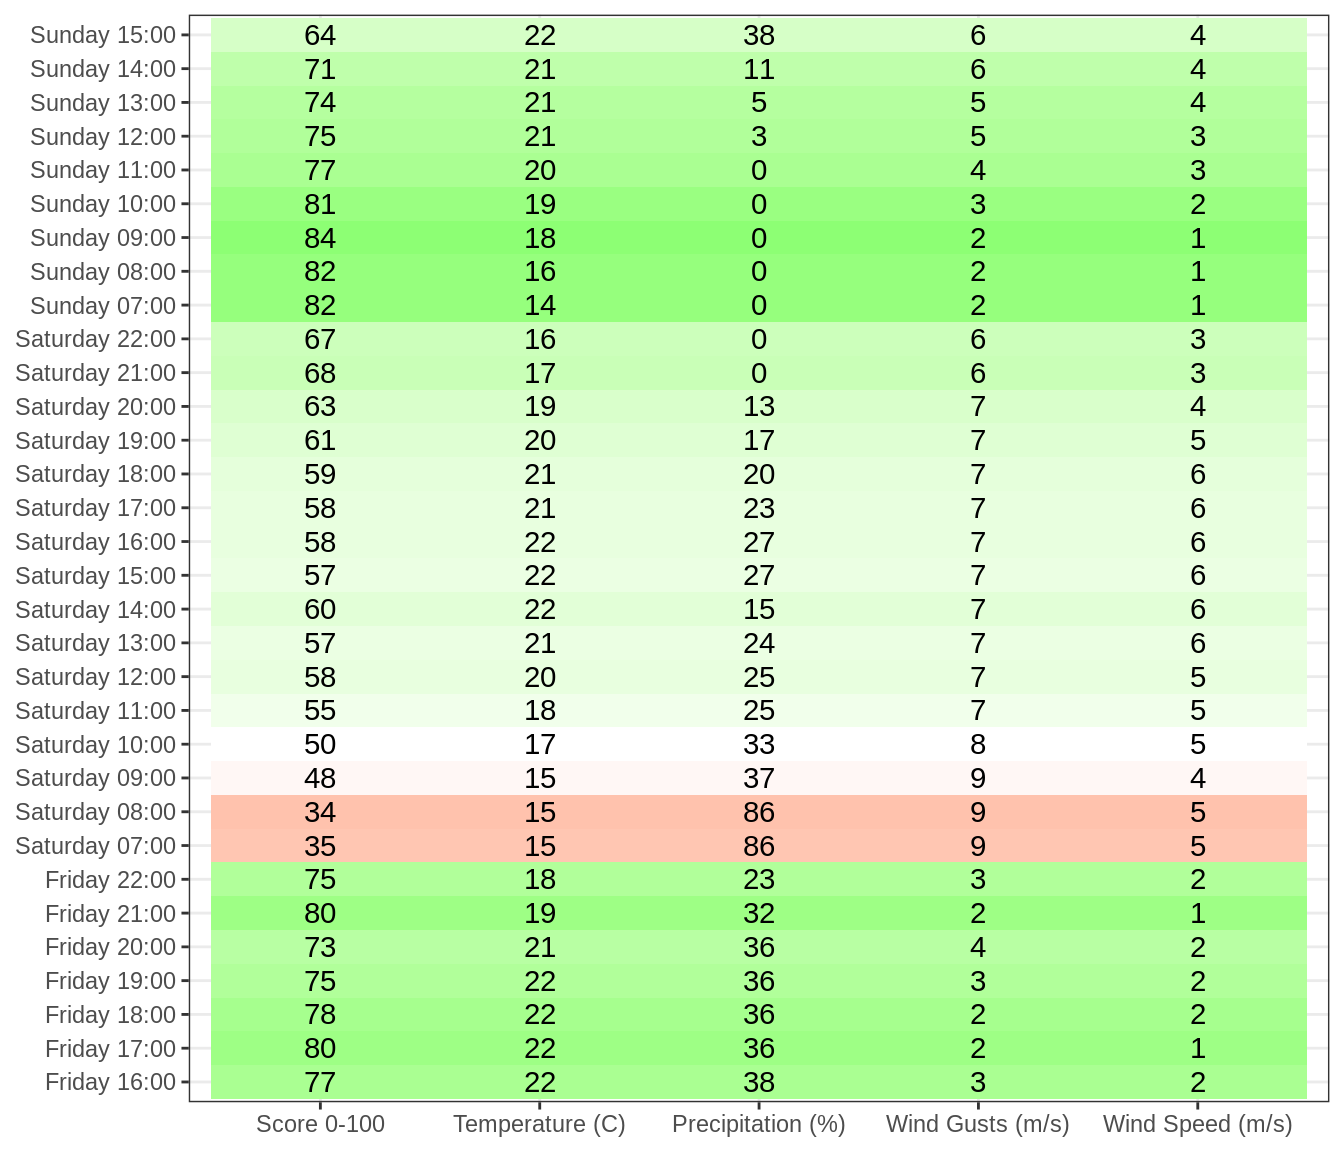 Sunday 15:00 64 22 38 6 4
Sunday 14:00 71 21 11 6 4
Sunday 13:00 74 21 5 5 4
Sunday 12:00 75 21 3 5 3
Sunday 11:00 77 20 0 4 3
Sunday 10:00 81 19 0 3 2
Sunday 09:00 84 18 0 2 1
Sunday 08:00 82 16 0 2 1
Sunday 07:00 82 14 0 2 1
Saturday 22:00 67 16 0 6 3
Saturday 21:00 68 17 0 6 3
Saturday 20:00 63 19 13 7 4
Saturday 19:00 61 20 17 7 5
Saturday 18:00 59 21 20 7 6
Saturday 17:00 58 21 23 7 6
Saturday 16:00 58 22 27 7 6
Saturday 15:00 57 22 27 7 6
Saturday 14:00 60 22 15 7 6
Saturday 13:00 57 21 24 7 6
Saturday 12:00 58 20 25 7 5
Saturday 11:00 55 18 25 7 5
Saturday 10:00 50 17 33 8 5
Saturday 09:00 48 15 37 9 4
Saturday 08:00 34 15 86 9 5
Saturday 07:00 35 15 86 9 5
Friday 22:00 75 18 23 3 2
Friday 21:00 80 19 32 2 1
Friday 20:00 73 21 36 4 2
Friday 19:00 75 22 36 3 2
Friday 18:00 78 22 36 2 2
Friday 17:00 80 22 36 2 1
Friday 16:00 77 22 38 3 2
Score 0-100 Temperature (C) Precipitation (%) Wind Gusts (m/s) Wind Speed (m/s)